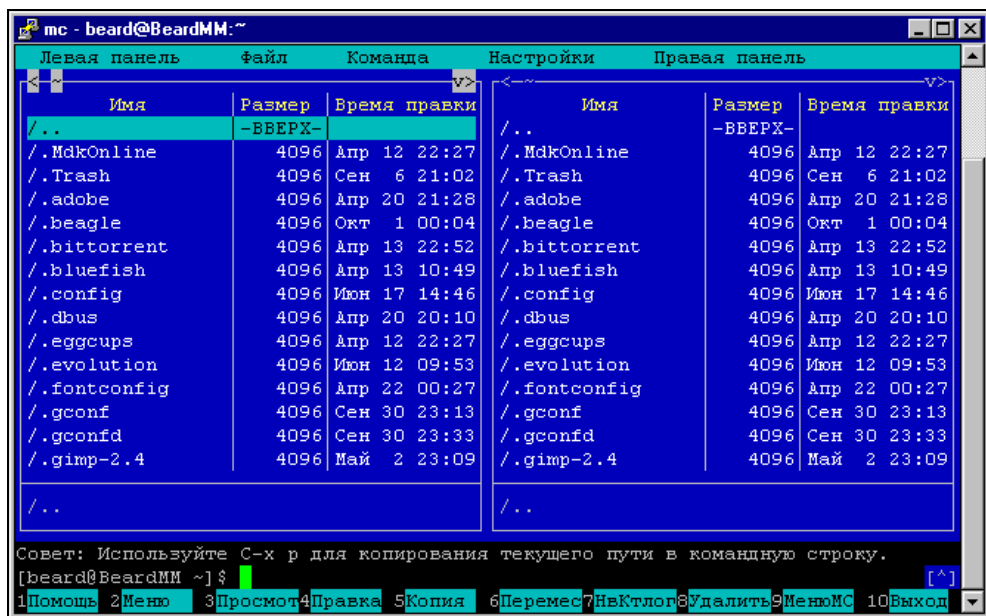 mc - beard@BeardMM:~
Левая панель Файл Команда Настройки Правая панель
<-~ v> <-~ v>
Имя Размер Время правки Имя Размер Время правки
/.. -ВВЕРХ- /.. -ВВЕРХ-
/.MdkOnline 4096 Апр 12 22:27 /.MdkOnline 4096 Апр 12 22:27
/.Trash 4096 Сен 6 21:02 /.Trash 4096 Сен 6 21:02
/.adobe 4096 Апр 20 21:28 /.adobe 4096 Апр 20 21:28
/.beagle 4096 Окт 1 00:04 /.beagle 4096 Окт 1 00:04
/.bittorrent 4096 Апр 13 22:52 /.bittorrent 4096 Апр 13 22:52
/.bluefish 4096 Апр 13 10:49 /.bluefish 4096 Апр 13 10:49
/.config 4096 Июн 17 14:46 /.config 4096 Июн 17 14:46
/.dbus 4096 Апр 20 20:10 /.dbus 4096 Апр 20 20:10
/.eggcups 4096 Апр 12 22:27 /.eggcups 4096 Апр 12 22:27
/.evolution 4096 Июн 12 09:53 /.evolution 4096 Июн 12 09:53
/.fontconfig 4096 Апр 22 00:27 /.fontconfig 4096 Апр 22 00:27
/.gconf 4096 Сен 30 23:13 /.gconf 4096 Сен 30 23:13
/.gconfd 4096 Сен 30 23:33 /.gconfd 4096 Сен 30 23:33
/.gimp-2.4 4096 Май 2 23:09 /.gimp-2.4 4096 Май 2 23:09
/.. /..
Совет: Используйте C-x p для копирования текущего пути в командную строку.
[beard@BeardMM ~]$ [^]
1Помощь 2Меню 3Просмот4Правка 5Копия 6Перемес7НвКтлог8Удалить9МенюМС 10Выход